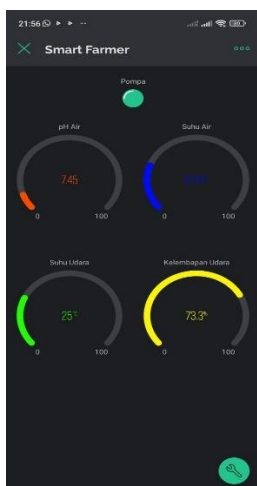 21:56
Smart Farmer
Pompa
pH Air
Suhu Air
7.45
0 100
0 100
Suhu Udara
Kelembapan Udara
25°C
73.3%
0 100
0 100